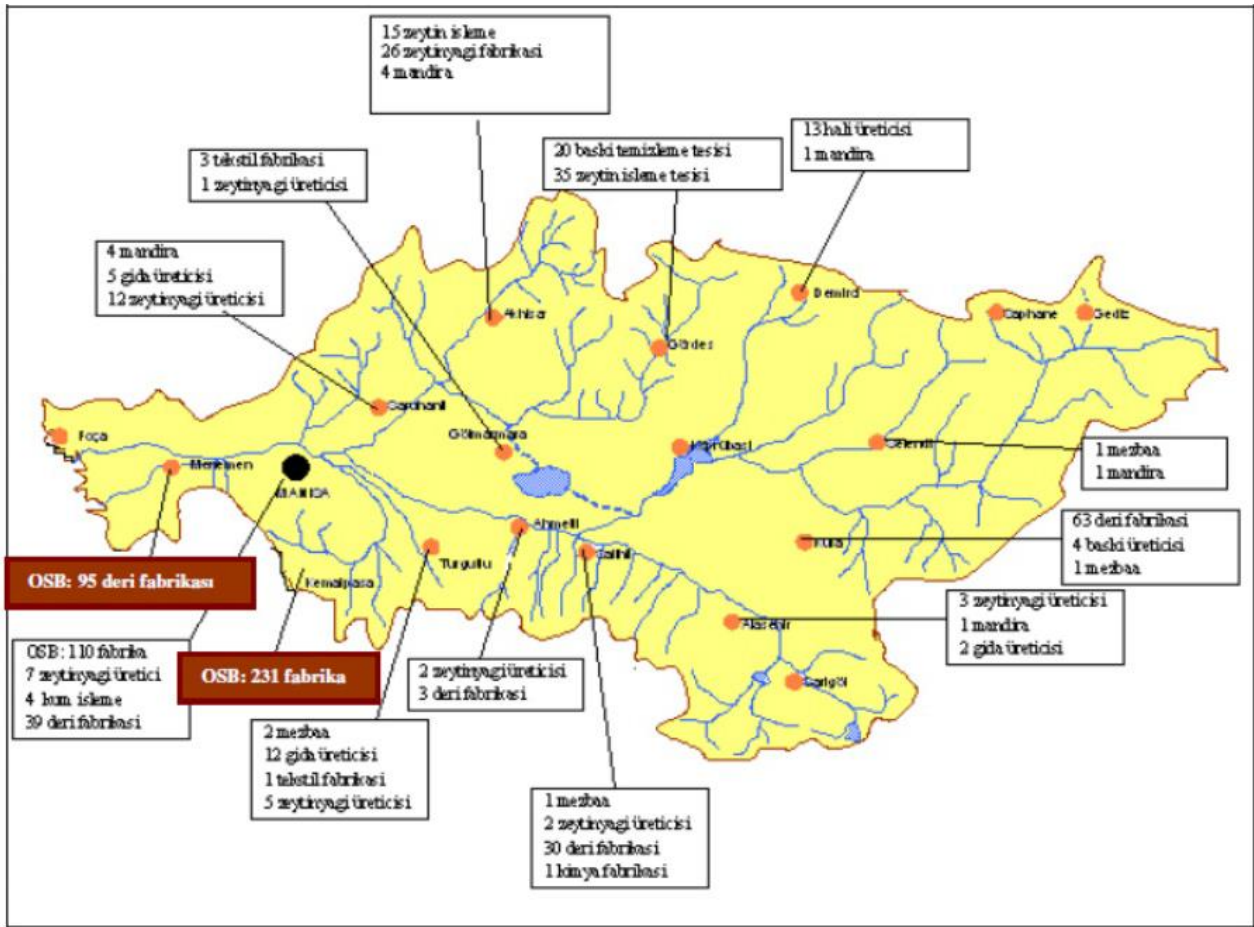 15 zeytin isleme
26 zeytinyagi fabrikasi
4 mandira
13 hali üreticisi
1 mandira
20 baski temizleme tesisi
35 zeytin isleme tesisi
3 tekstil fabrikasi
1 zeytinyagi üreticisi
4 mandira
5 gida üreticisi
12 zeytinyagi üreticisi
Demirci
Akhisar
Saphane
Gediz
Gördes
Saruhanli
Gölmarmara
Foça
Köprübasi
Selendi
Menemen
MANISA
1 mezbaa
1 mandira
Ahmetli
Salihli
Kula
Turgutlu
63 deri fabrikasi
4 baski üreticisi
1 mezbaa
OSB: 95 deri fabrikası
Kemalpasa
Alasehir
3 zeytinyagi üreticisi
1 mandira
2 gida üreticisi
OSB: 110 fabrika
7 zeytinyagi üretici
4 kum isleme
39 deri fabrikasi
OSB: 231 fabrika
2 zeytinyagi üreticisi
3 deri fabrikasi
Sarigöl
2 mezbaa
12 gida üreticisi
1 tekstil fabrikasi
5 zeytinyagi üreticisi
1 mezbaa
2 zeytinyagi üreticisi
30 deri fabrikasi
1 kimya fabrikasi